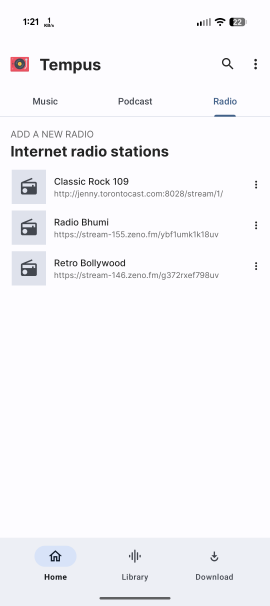 1:21 1 KB/s 22
Tempus
Music Podcast Radio
ADD A NEW RADIO
Internet radio stations
Classic Rock 109
http://jenny.torontocast.com:8028/stream/1/
Radio Bhumi
https://stream-155.zeno.fm/ybf1umk1k18uv
Retro Bollywood
https://stream-146.zeno.fm/g372rxef798uv
Home Library Download